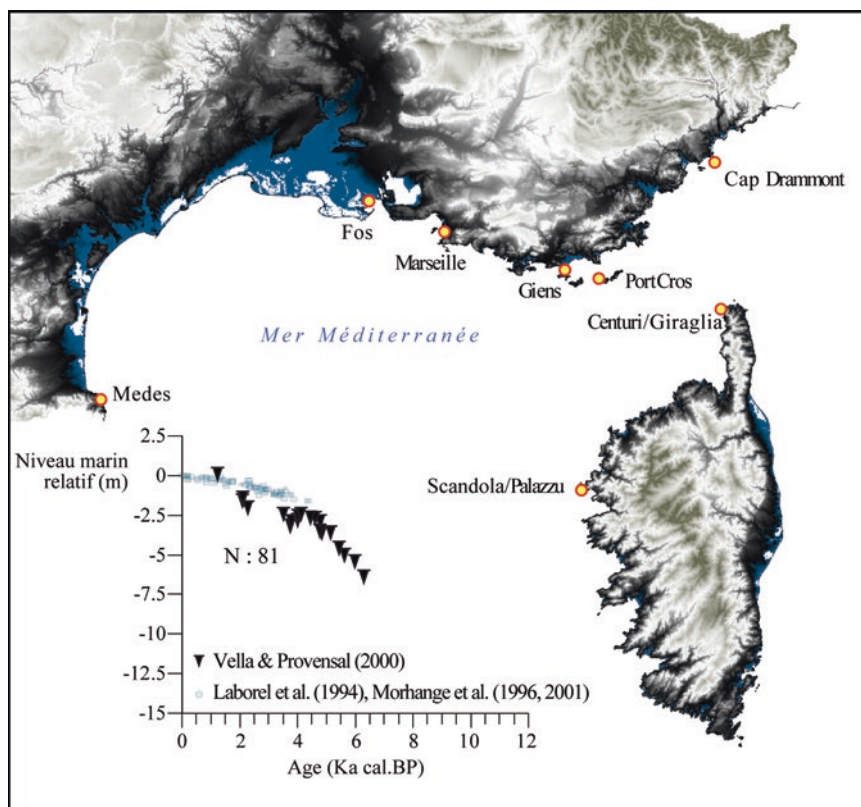 Cap Drammont
Fos
Marseille
Giens
PortCros
Centuri/Giraglia
Mer Méditerranée
Medes
Scandola/Palazzu
Niveau marin
relatif (m)
2.5
0
-2.5
-5
-7.5
-10
-12.5
-15
N : 81
Vella & Provensal (2000)
Laborel et al. (1994), Morhange et al. (1996, 2001)
0 2 4 6 8 10 12
Age (Ka cal.BP)